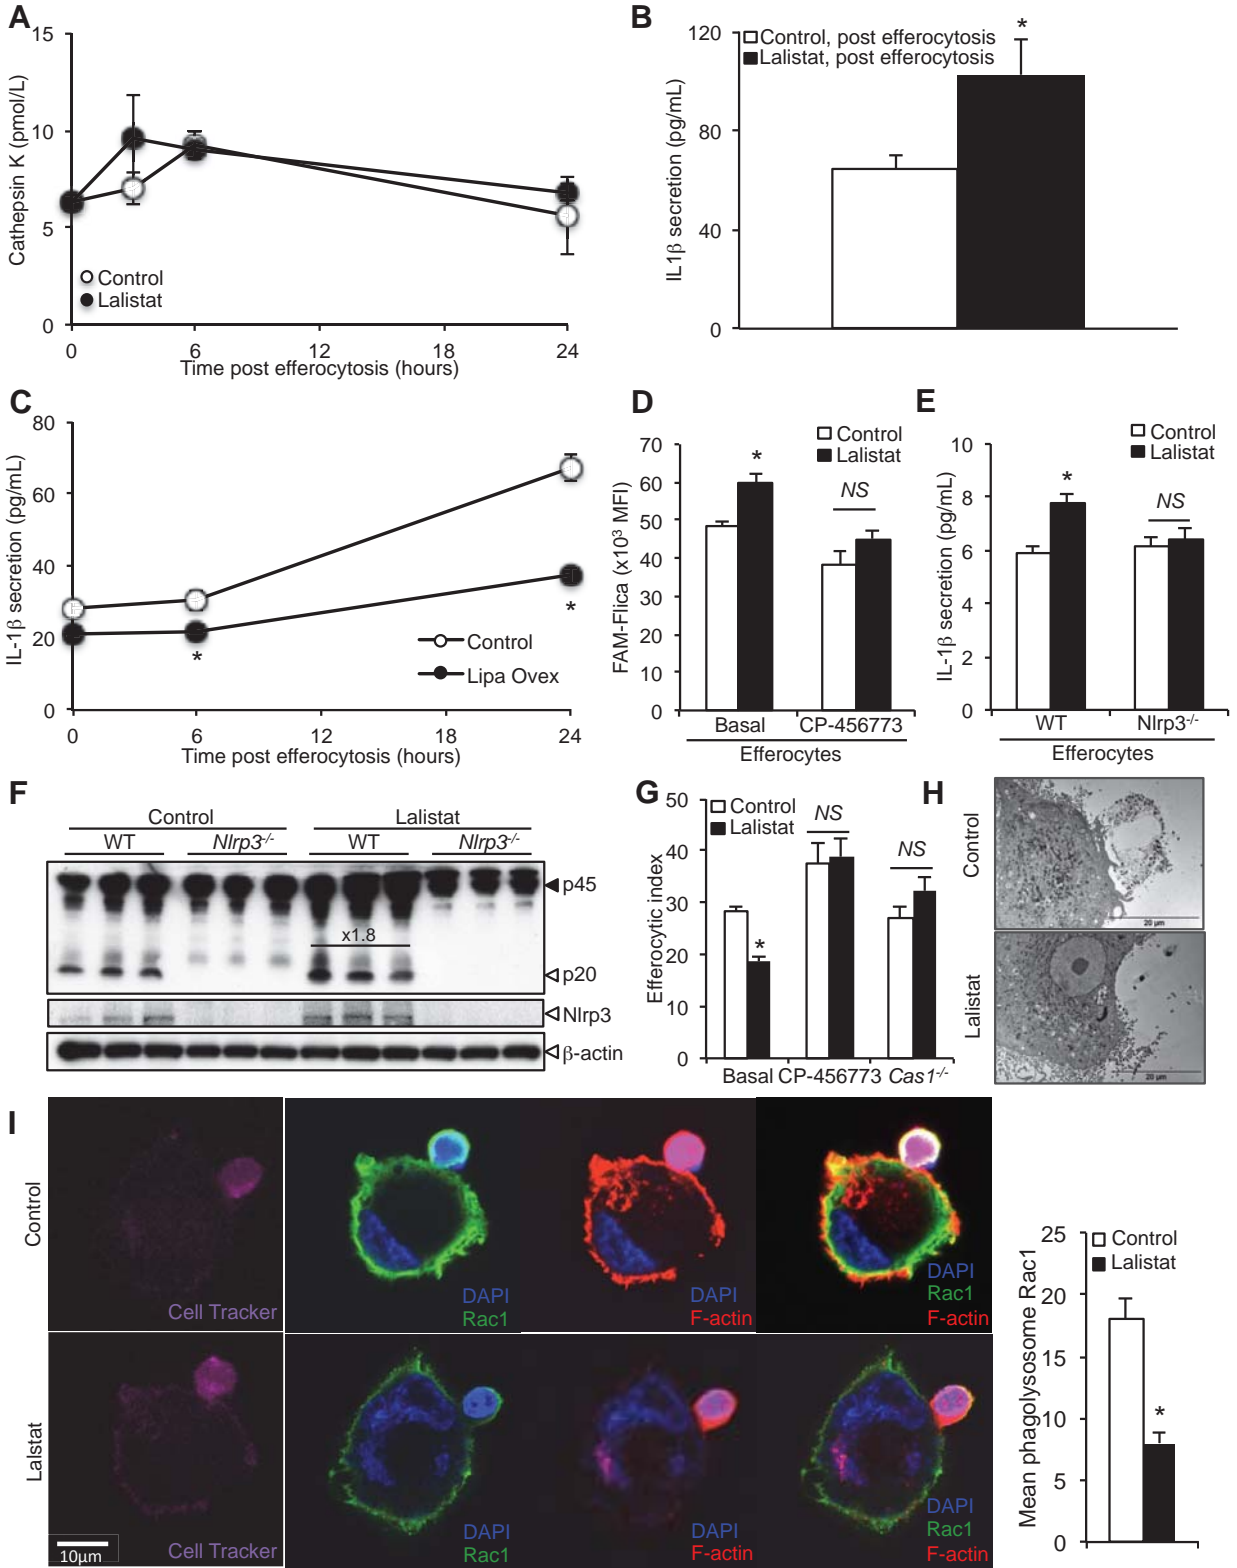 A
15
10
5
0
Cathepsin K (pmol/L)
Control
Lalistat
0 6 12 18 24
Time post efferocytosis (hours)
B
120
80
40
0
IL1β secretion (pg/mL)
Control, post efferocytosis
Lalistat, post efferocytosis
*
C
80
60
40
20
0
IL-1β secretion (pg/mL)
*
*
Control
Lipa Ovex
0 6 12 18 24
Time post efferocytosis (hours)
D
70
60
50
40
30
20
10
0
FAM-Flica (x10³ MFI)
Control
Lalistat
*
NS
Basal CP-456773
Efferocytes
E
10
8
6
4
2
0
IL-1β secretion (pg/mL)
Control
Lalistat
*
NS
WT Nlrp3-/-
Efferocytes
F
Control Lalistat
WT Nlrp3-/- WT Nlrp3-/-
p45
x1.8
p20
Nlrp3
β-actin
G
50
40
30
20
10
0
Efferocytic index
Control
Lalistat
*
NS
NS
Basal CP-456773 Cas1-/-
H
Control
20 µm
Lalistat
20 µm
I
Control
Cell Tracker
DAPI
Rac1
DAPI
F-actin
DAPI
Rac1
F-actin
Lalistat
10µm
Cell Tracker
DAPI
Rac1
DAPI
F-actin
DAPI
Rac1
F-actin
25
20
15
10
5
0
Mean phagolysosome Rac1
Control
Lalistat
*